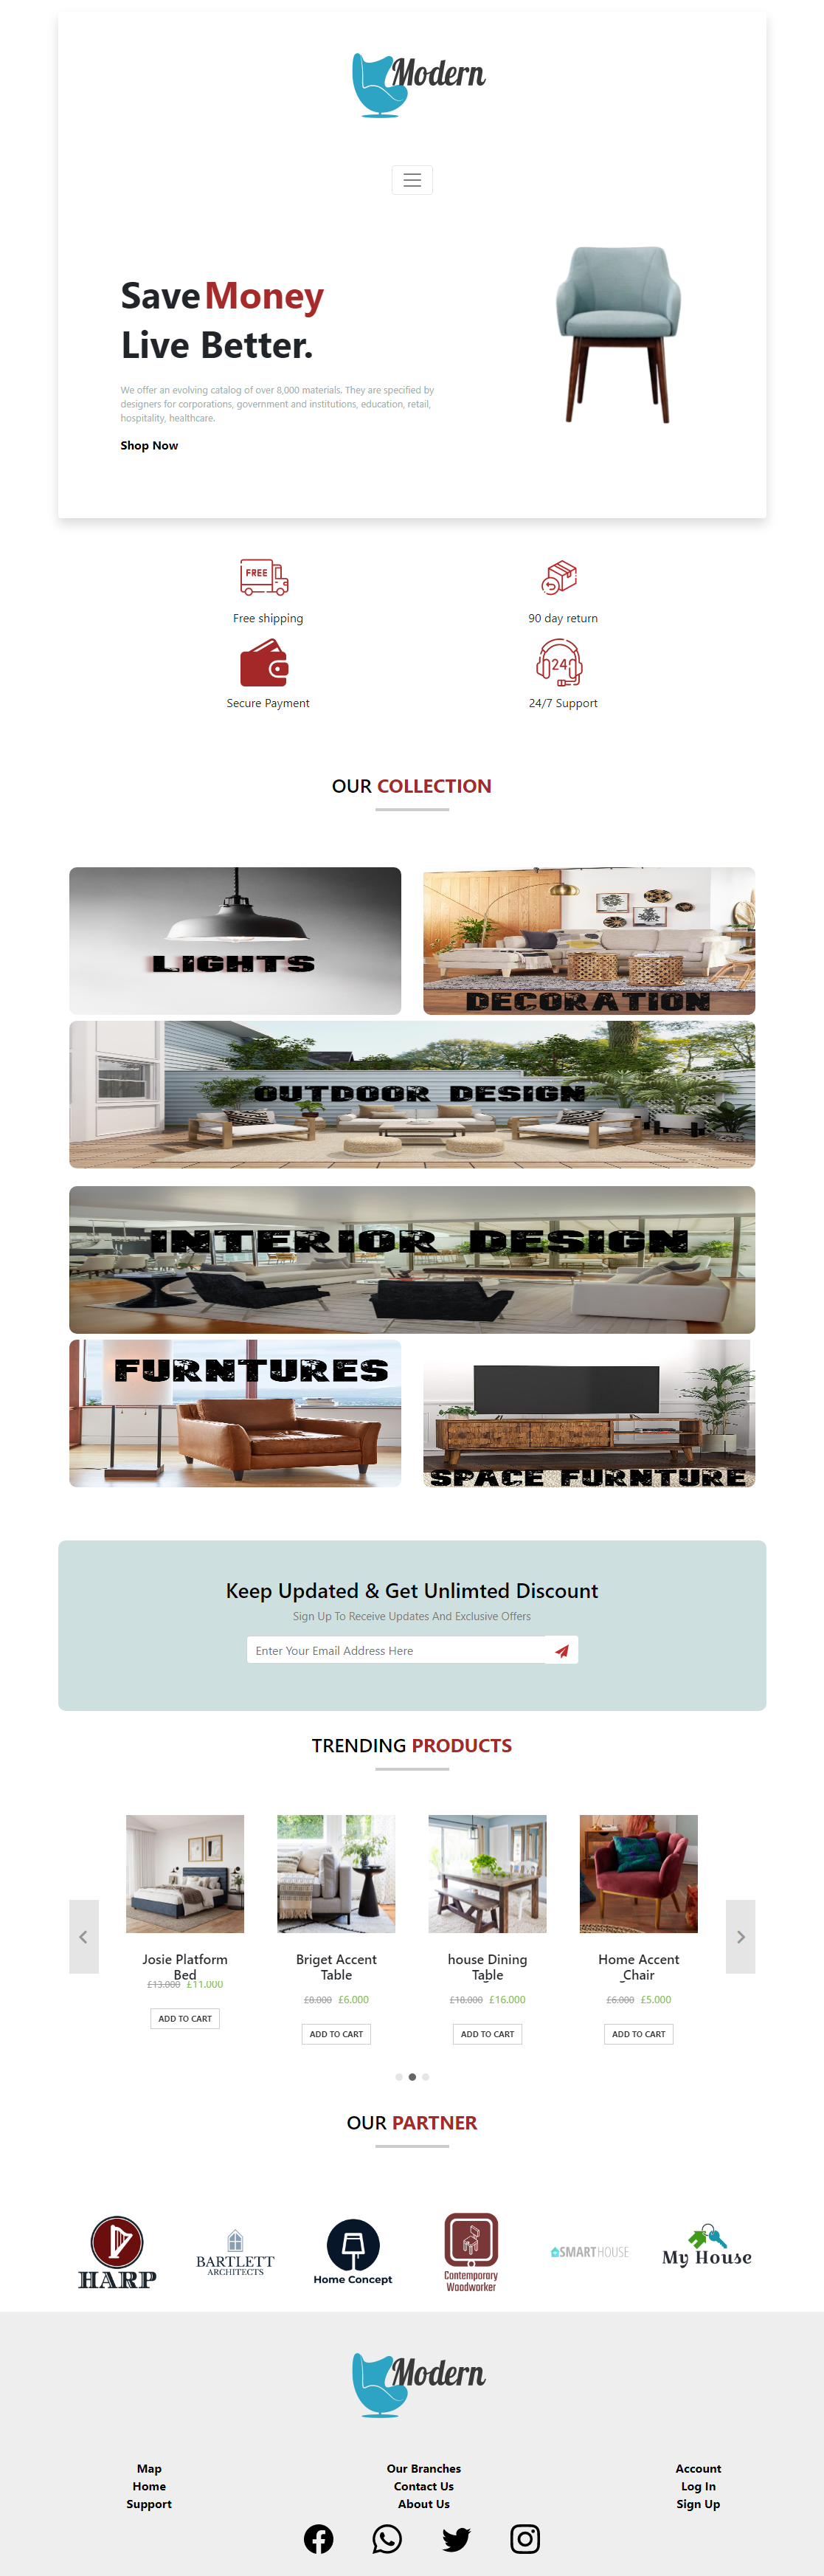 Modern
Save Money
Live Better.
We offer an evolving catalog of over 8,000 materials. They are specified by
designers for corporations, government and institutions, education, retail,
hospitality, healthcare.
Shop Now
FREE
Free shipping
90 day return
24
Secure Payment
24/7 Support
OUR COLLECTION
LIGHTS
DECORATION
OUTDOOR DESIGN
INTERIOR DESIGN
FURNTURES
SPACE FURNTURE
Keep Updated & Get Unlimted Discount
Sign Up To Receive Updates And Exclusive Offers
Enter Your Email Address Here
TRENDING PRODUCTS
Josie Platform
Bed
£13.000 £11.000
ADD TO CART
Briget Accent
Table
£8.000 £6.000
ADD TO CART
house Dining
Table
£18.000 £16.000
ADD TO CART
Home Accent
Chair
£6.000 £5.000
ADD TO CART
OUR PARTNER
HARP
BARTLETT
ARCHITECTS
Home Concept
Contemporary
Woodworker
SMARTHOUSE
My House
Modern
Map
Home
Support
Our Branches
Contact Us
About Us
Account
Log In
Sign Up